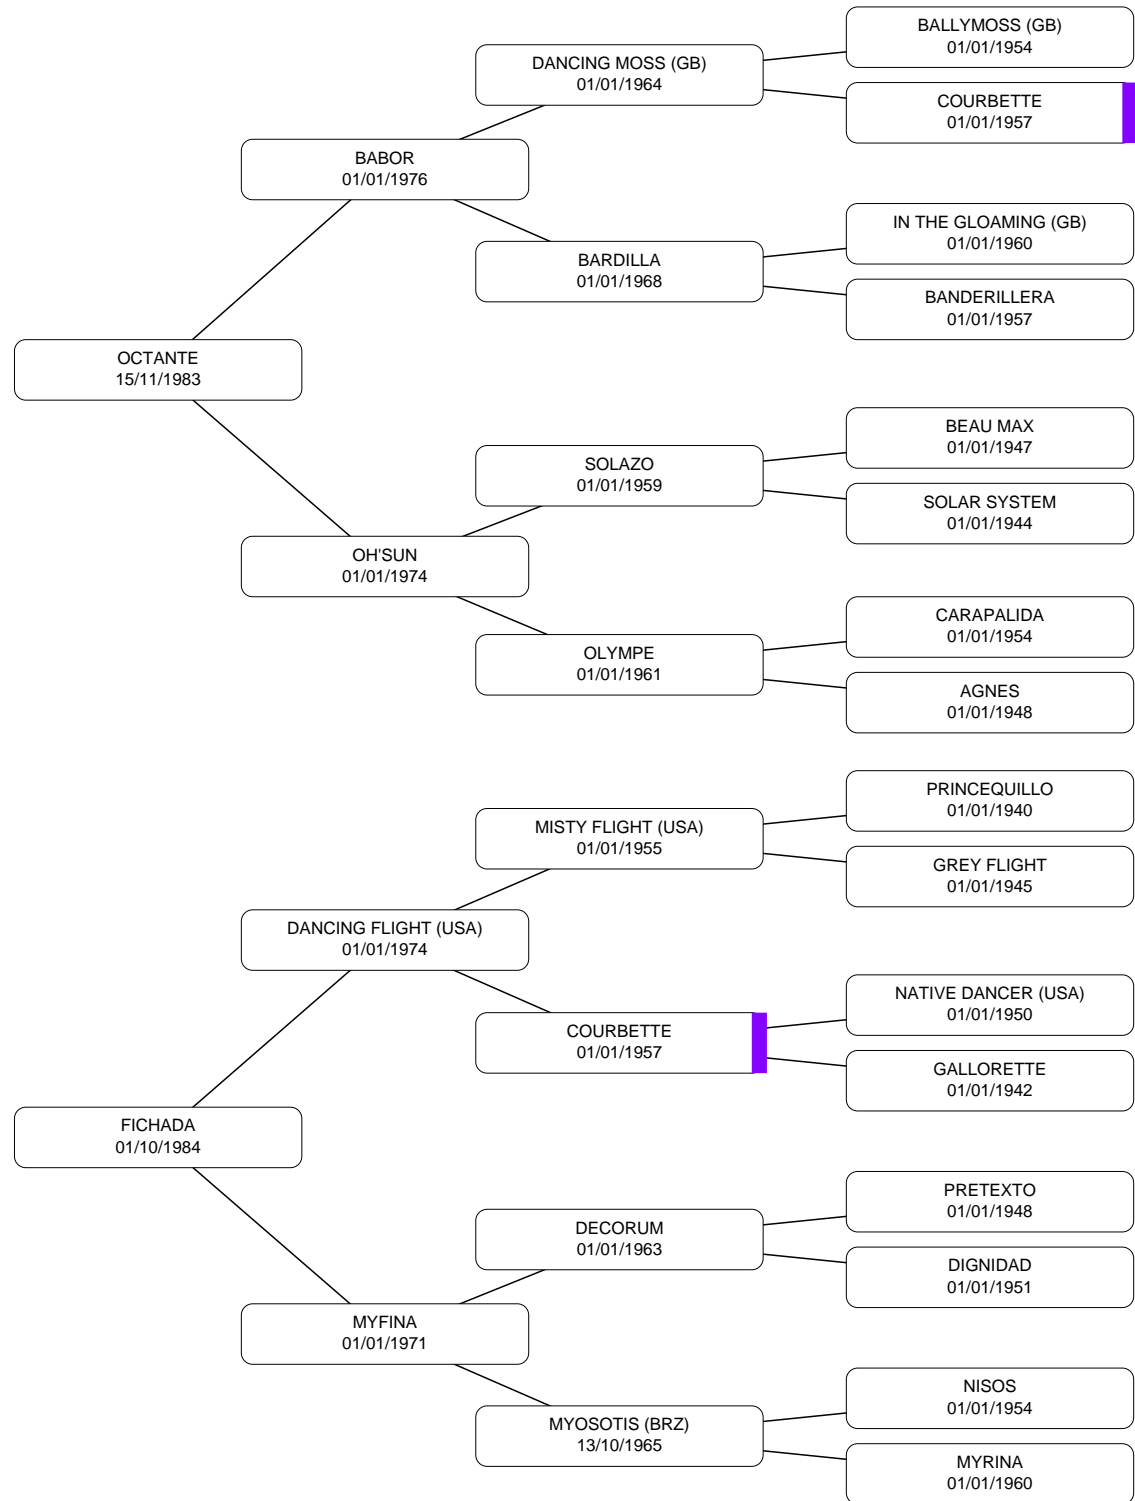 BALLYMOSS (GB)
01/01/1954
DANCING MOSS (GB)
01/01/1964
COURBETTE
01/01/1957
BABOR
01/01/1976
IN THE GLOAMING (GB)
01/01/1960
BARDILLA
01/01/1968
BANDERILLERA
01/01/1957
OCTANTE
15/11/1983
BEAU MAX
01/01/1947
SOLAZO
01/01/1959
SOLAR SYSTEM
01/01/1944
OH'SUN
01/01/1974
CARAPALIDA
01/01/1954
OLYMPE
01/01/1961
AGNES
01/01/1948
PRINCEQUILLO
01/01/1940
MISTY FLIGHT (USA)
01/01/1955
GREY FLIGHT
01/01/1945
DANCING FLIGHT (USA)
01/01/1974
NATIVE DANCER (USA)
01/01/1950
COURBETTE
01/01/1957
GALLORETTE
01/01/1942
FICHADA
01/10/1984
PRETEXTO
01/01/1948
DECORUM
01/01/1963
DIGNIDAD
01/01/1951
MYFINA
01/01/1971
NISOS
01/01/1954
MYOSOTIS (BRZ)
13/10/1965
MYRINA
01/01/1960